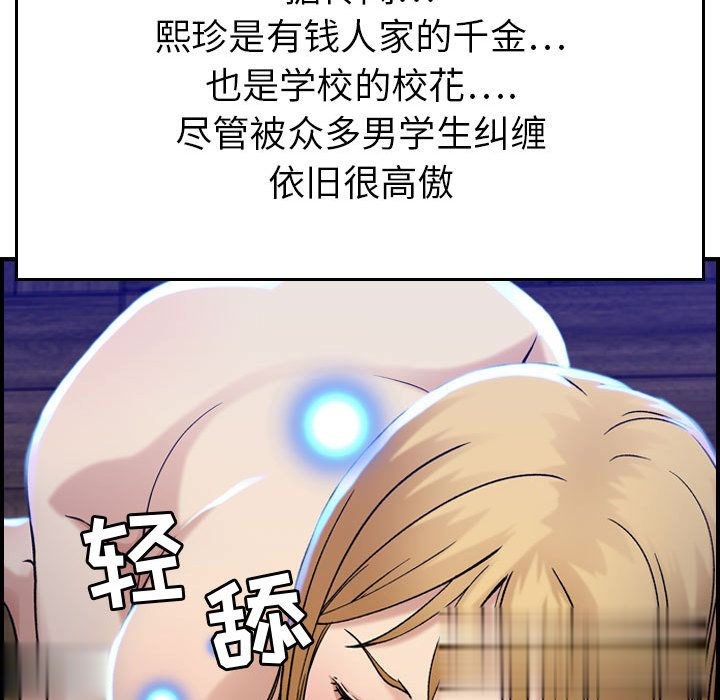 熙珍是有钱人家的千金...
也是学校的校花....
尽管被众多男学生纠缠
依旧很高傲
轻
舔